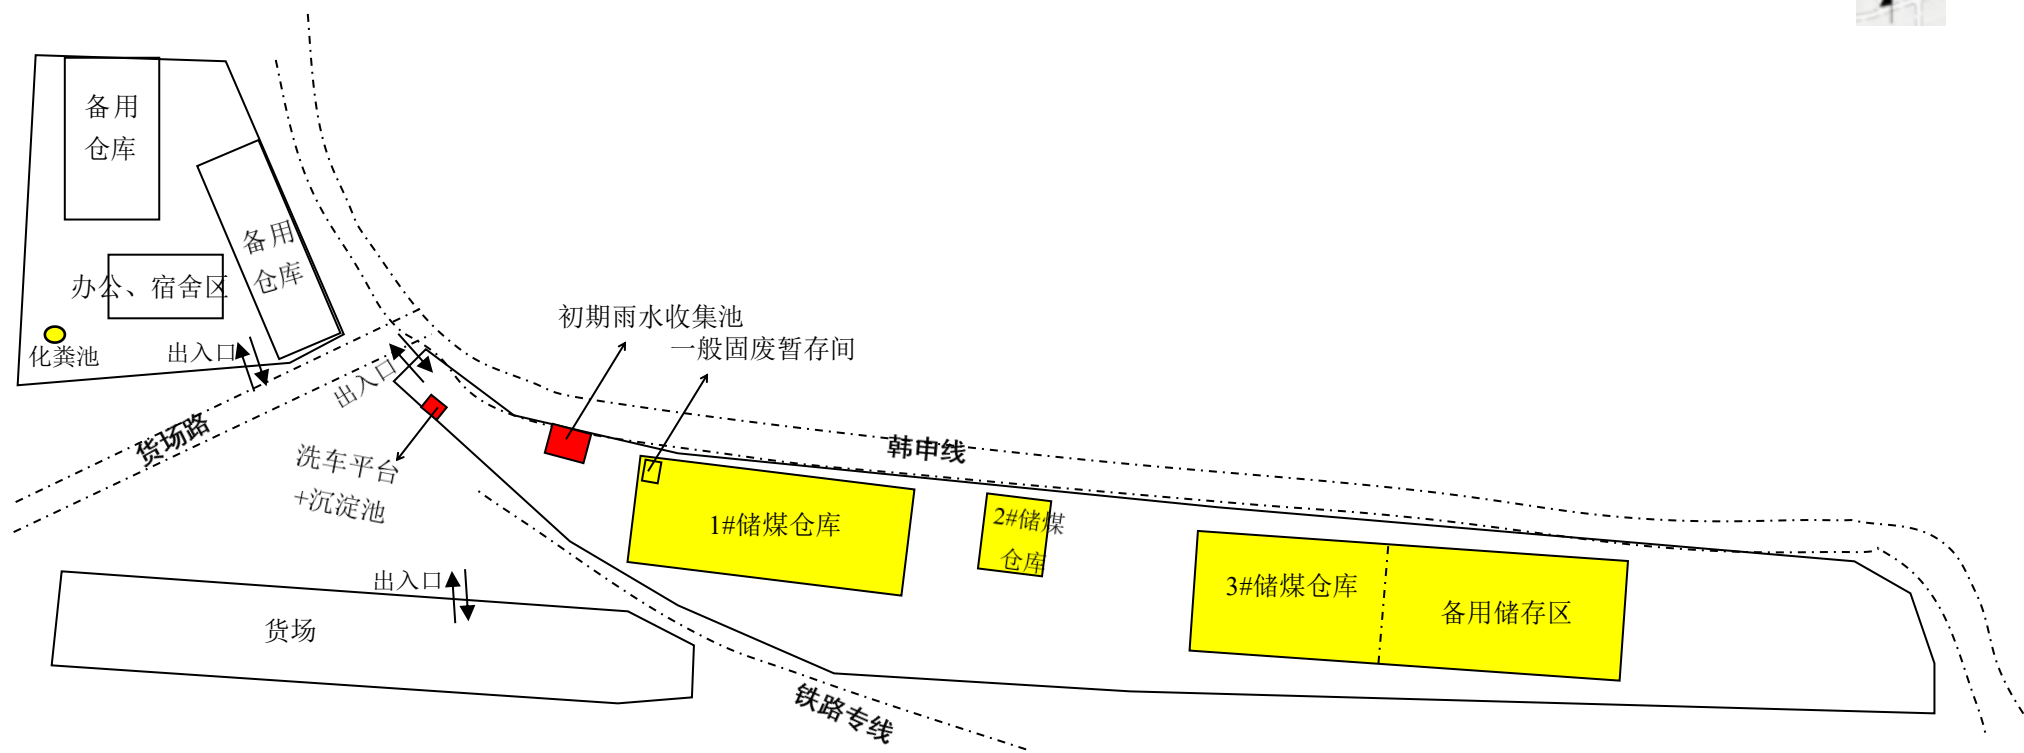 备用
仓库
备用
仓库
办公、宿舍区
化粪池
出入口
货场路
出入口
初期雨水收集池
一般固废暂存间
洗车平台
+沉淀池
韩申线
1#储煤仓库
2#储煤
仓库
3#储煤仓库
备用储存区
出入口
货场
铁路专线